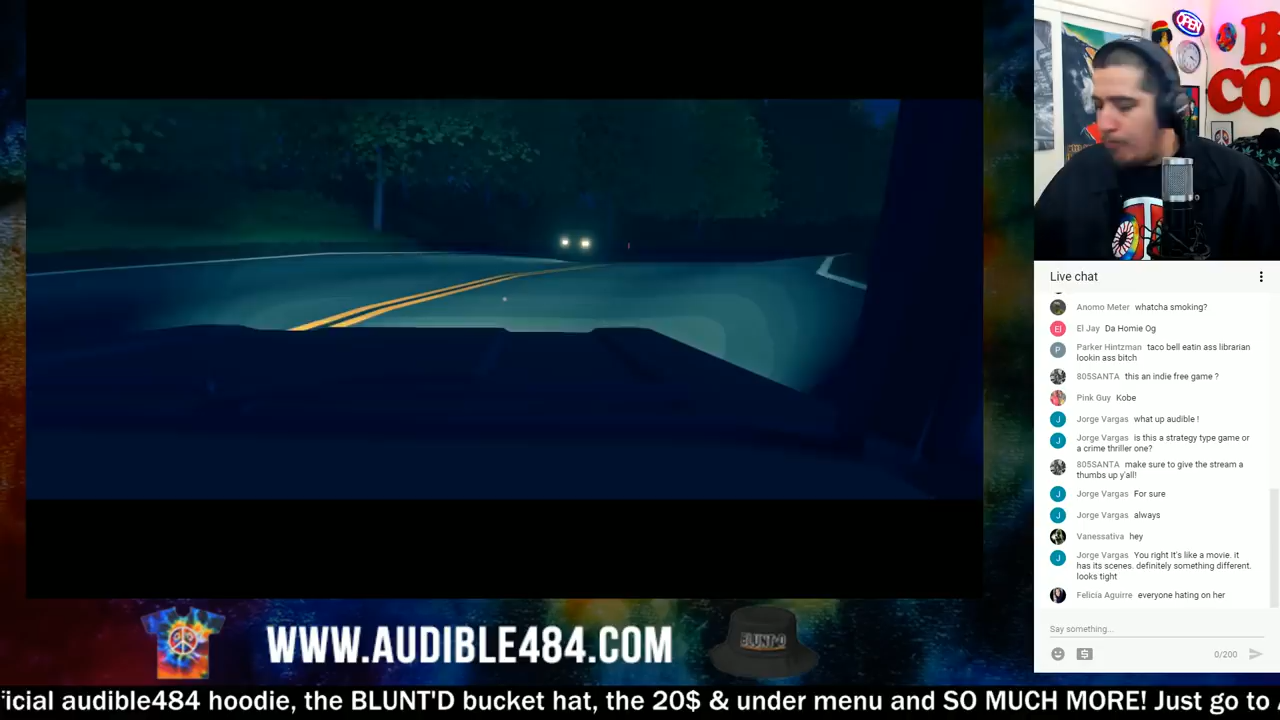 OPEN
B
CO
Live chat
Anomo Meter whatcha smoking?
El El Jay Da Homie Og
P Parker Hintzman taco bell eatin ass librarian
lookin ass bitch
805SANTA this an indie free game ?
Pink Guy Kobe
J Jorge Vargas what up audible !
J Jorge Vargas is this a strategy type game or
a crime thriller one?
805SANTA make sure to give the stream a
thumbs up y'all!
J Jorge Vargas For sure
J Jorge Vargas always
Vanessativa hey
J Jorge Vargas You right It's like a movie. it
has its scenes. definitely something different.
looks tight
Felicia Aguirre everyone hating on her
Say something...
0/200
WWW.AUDIBLE484.COM
BLUNT'D
ficial audible484 hoodie, the BLUNT'D bucket hat, the 20$ & under menu and SO MUCH MORE! Just go to